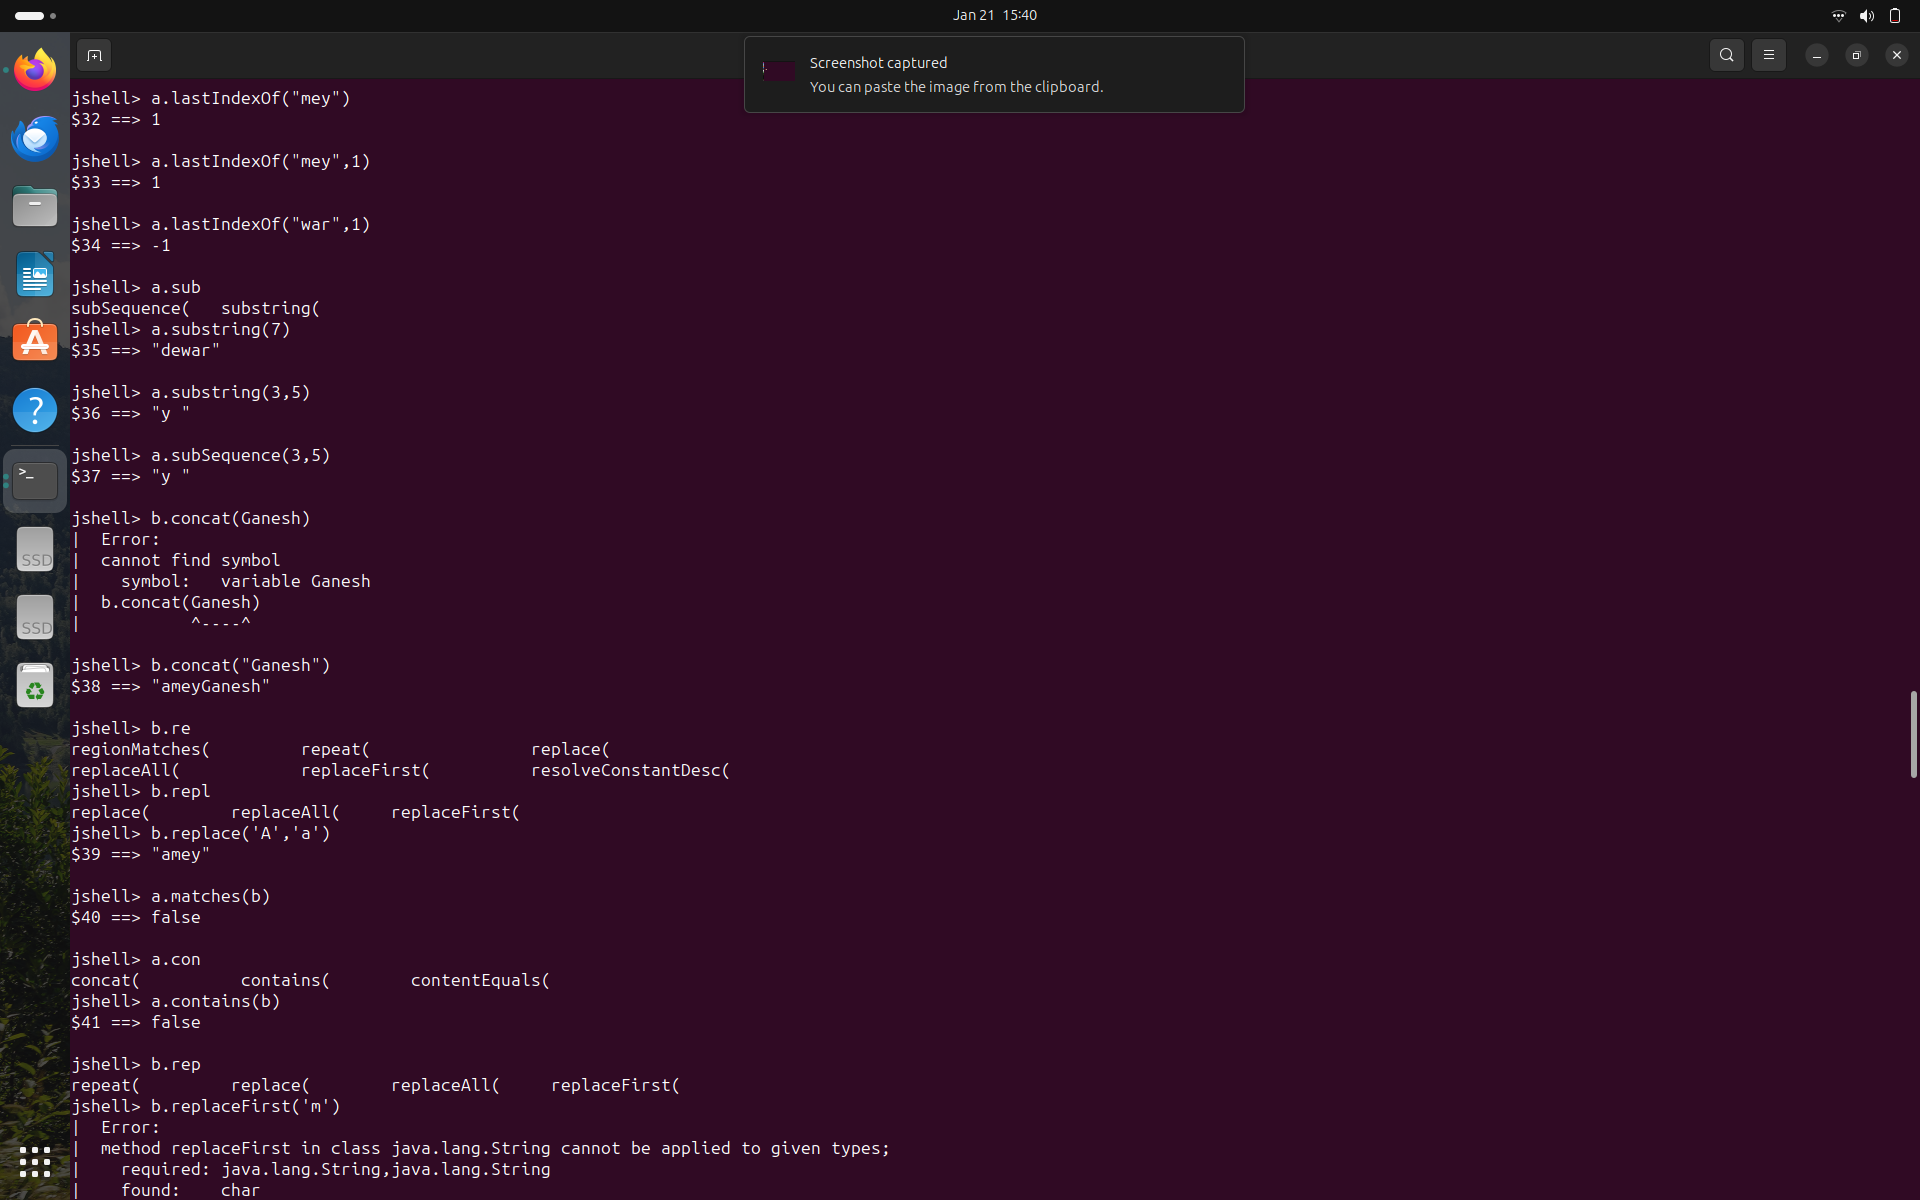 Jan 21 15:40
Screenshot captured
You can paste the image from the clipboard.
jshell> a.lastIndexOf("mey")
$32 ==> 1
jshell> a.lastIndexOf("mey",1)
$33 ==> 1
jshell> a.lastIndexOf("war",1)
$34 ==> -1
jshell> a.sub
subSequence(   substring(
jshell> a.substring(7)
$35 ==> "dewar"
jshell> a.substring(3,5)
$36 ==> "y "
jshell> a.subSequence(3,5)
$37 ==> "y "
jshell> b.concat(Ganesh)
|  Error:
|  cannot find symbol
|    symbol:   variable Ganesh
|  b.concat(Ganesh)
|           ^----^
jshell> b.concat("Ganesh")
$38 ==> "ameyGanesh"
jshell> b.re
regionMatches(         repeat(                replace(
replaceAll(            replaceFirst(          resolveConstantDesc(
jshell> b.repl
replace(        replaceAll(     replaceFirst(
jshell> b.replace('A','a')
$39 ==> "amey"
jshell> a.matches(b)
$40 ==> false
jshell> a.con
concat(          contains(        contentEquals(
jshell> a.contains(b)
$41 ==> false
jshell> b.rep
repeat(         replace(        replaceAll(     replaceFirst(
jshell> b.replaceFirst('m')
|  Error:
|  method replaceFirst in class java.lang.String cannot be applied to given types;
|    required: java.lang.String,java.lang.String
|    found:    char
SSD
SSD